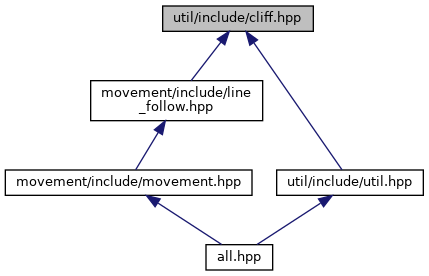 util/include/cliff.hpp
movement/include/line
_follow.hpp
movement/include/movement.hpp
util/include/util.hpp
all.hpp